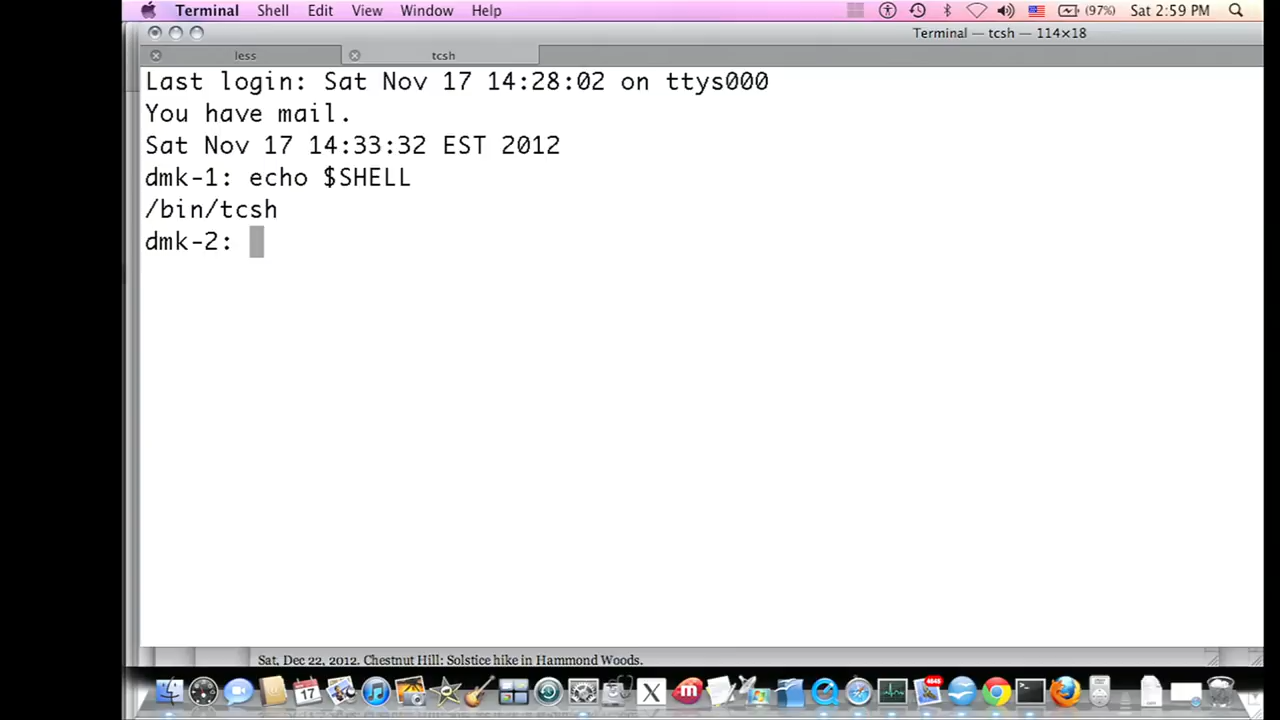 Terminal Shell Edit View Window Help (97%) Sat 2:59 PM
Terminal — tcsh — 114×18
less tcsh
Last login: Sat Nov 17 14:28:02 on ttys000
You have mail.
Sat Nov 17 14:33:32 EST 2012
dmk-1: echo $SHELL
/bin/tcsh
dmk-2:
Sat, Dec 22, 2012. Chestnut Hill: Solstice hike in Hammond Woods.
17
X
m